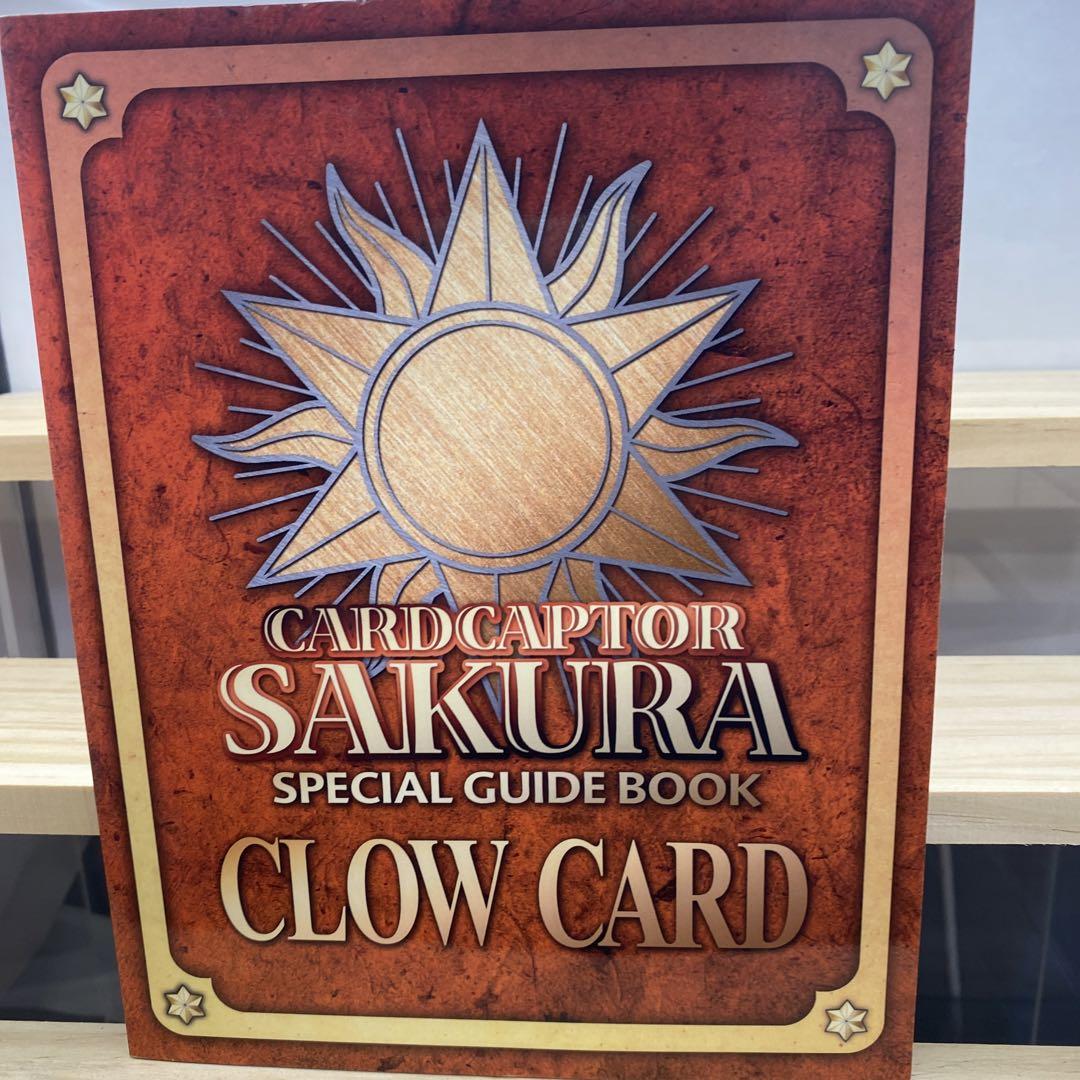 CARDCAPTOR
SAKURA
SPECIAL GUIDE BOOK
CLOW CARD